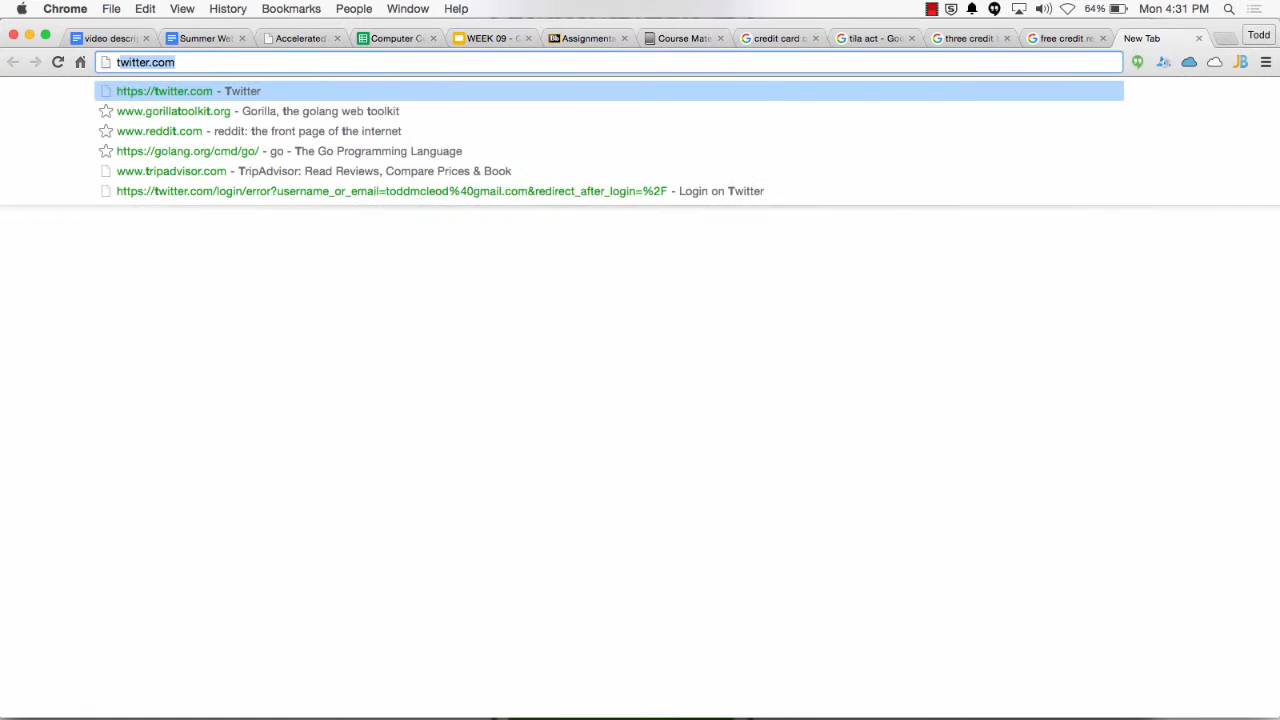 Chrome File Edit View History Bookmarks People Window Help 64% Mon 4:31 PM
video descri Summer We Accelerated Computer G WEEK 09 - G Assignments Course Mate credit card tila act - Goo three credit free credit re New Tab Todd
twitter.com
https://twitter.com - Twitter
www.gorillatoolkit.org - Gorilla, the golang web toolkit
www.reddit.com - reddit: the front page of the internet
https://golang.org/cmd/go/ - go - The Go Programming Language
www.tripadvisor.com - TripAdvisor: Read Reviews, Compare Prices & Book
https://twitter.com/login/error?username_or_email=toddmcleod%40gmail.com&redirect_after_login=%2F - Login on Twitter